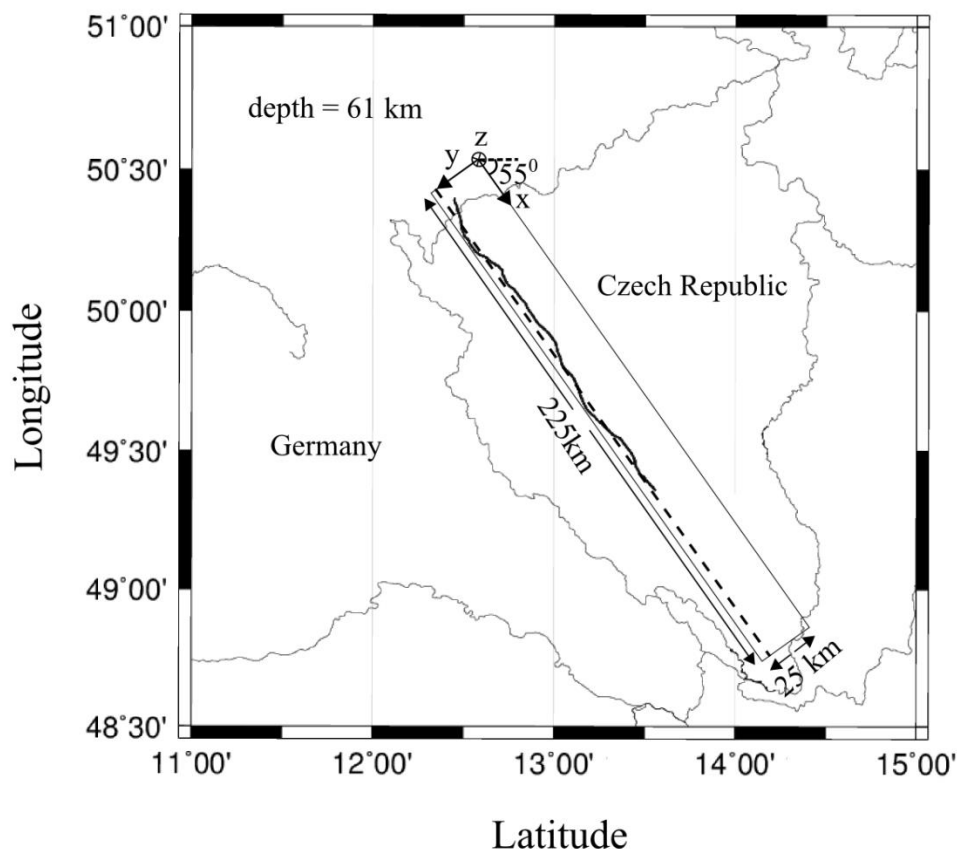 51°00'
depth = 61 km
z
y
55⁰
50°30'
x
Czech Republic
50°00'
Longitude
225km
Germany
49°30'
49°00'
25 km
48°30'
11°00'
12°00'
13°00'
14°00'
15°00'
Latitude